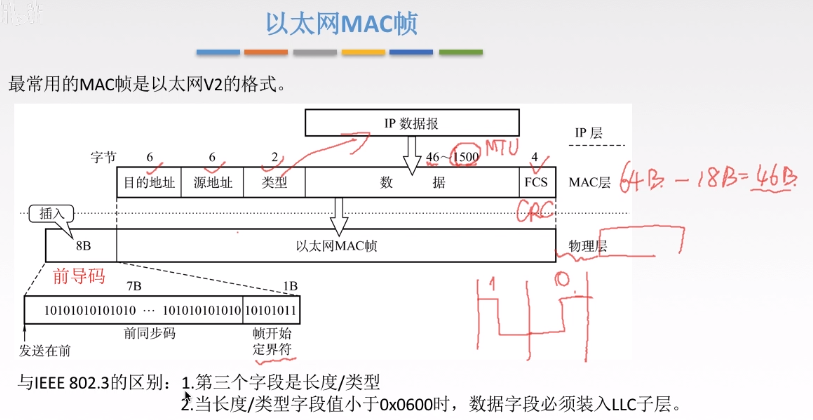 以太网MAC帧
最常用的MAC帧是以太网V2的格式。
IP 数据报
IP 层
字节 6 6 2 46~1500 MTU 4
目的地址 源地址 类型 数 据 FCS MAC层 64B - 18B = 46B
CRC
插入
8B 以太网MAC帧 物理层
前导码
7B 1B
1 0
10101010101010 ··· 101010101010 10101011
前同步码 帧开始
定界符
发送在前
与IEEE 802.3的区别：1.第三个字段是长度/类型
2.当长度/类型字段值小于0x0600时，数据字段必须装入LLC子层。